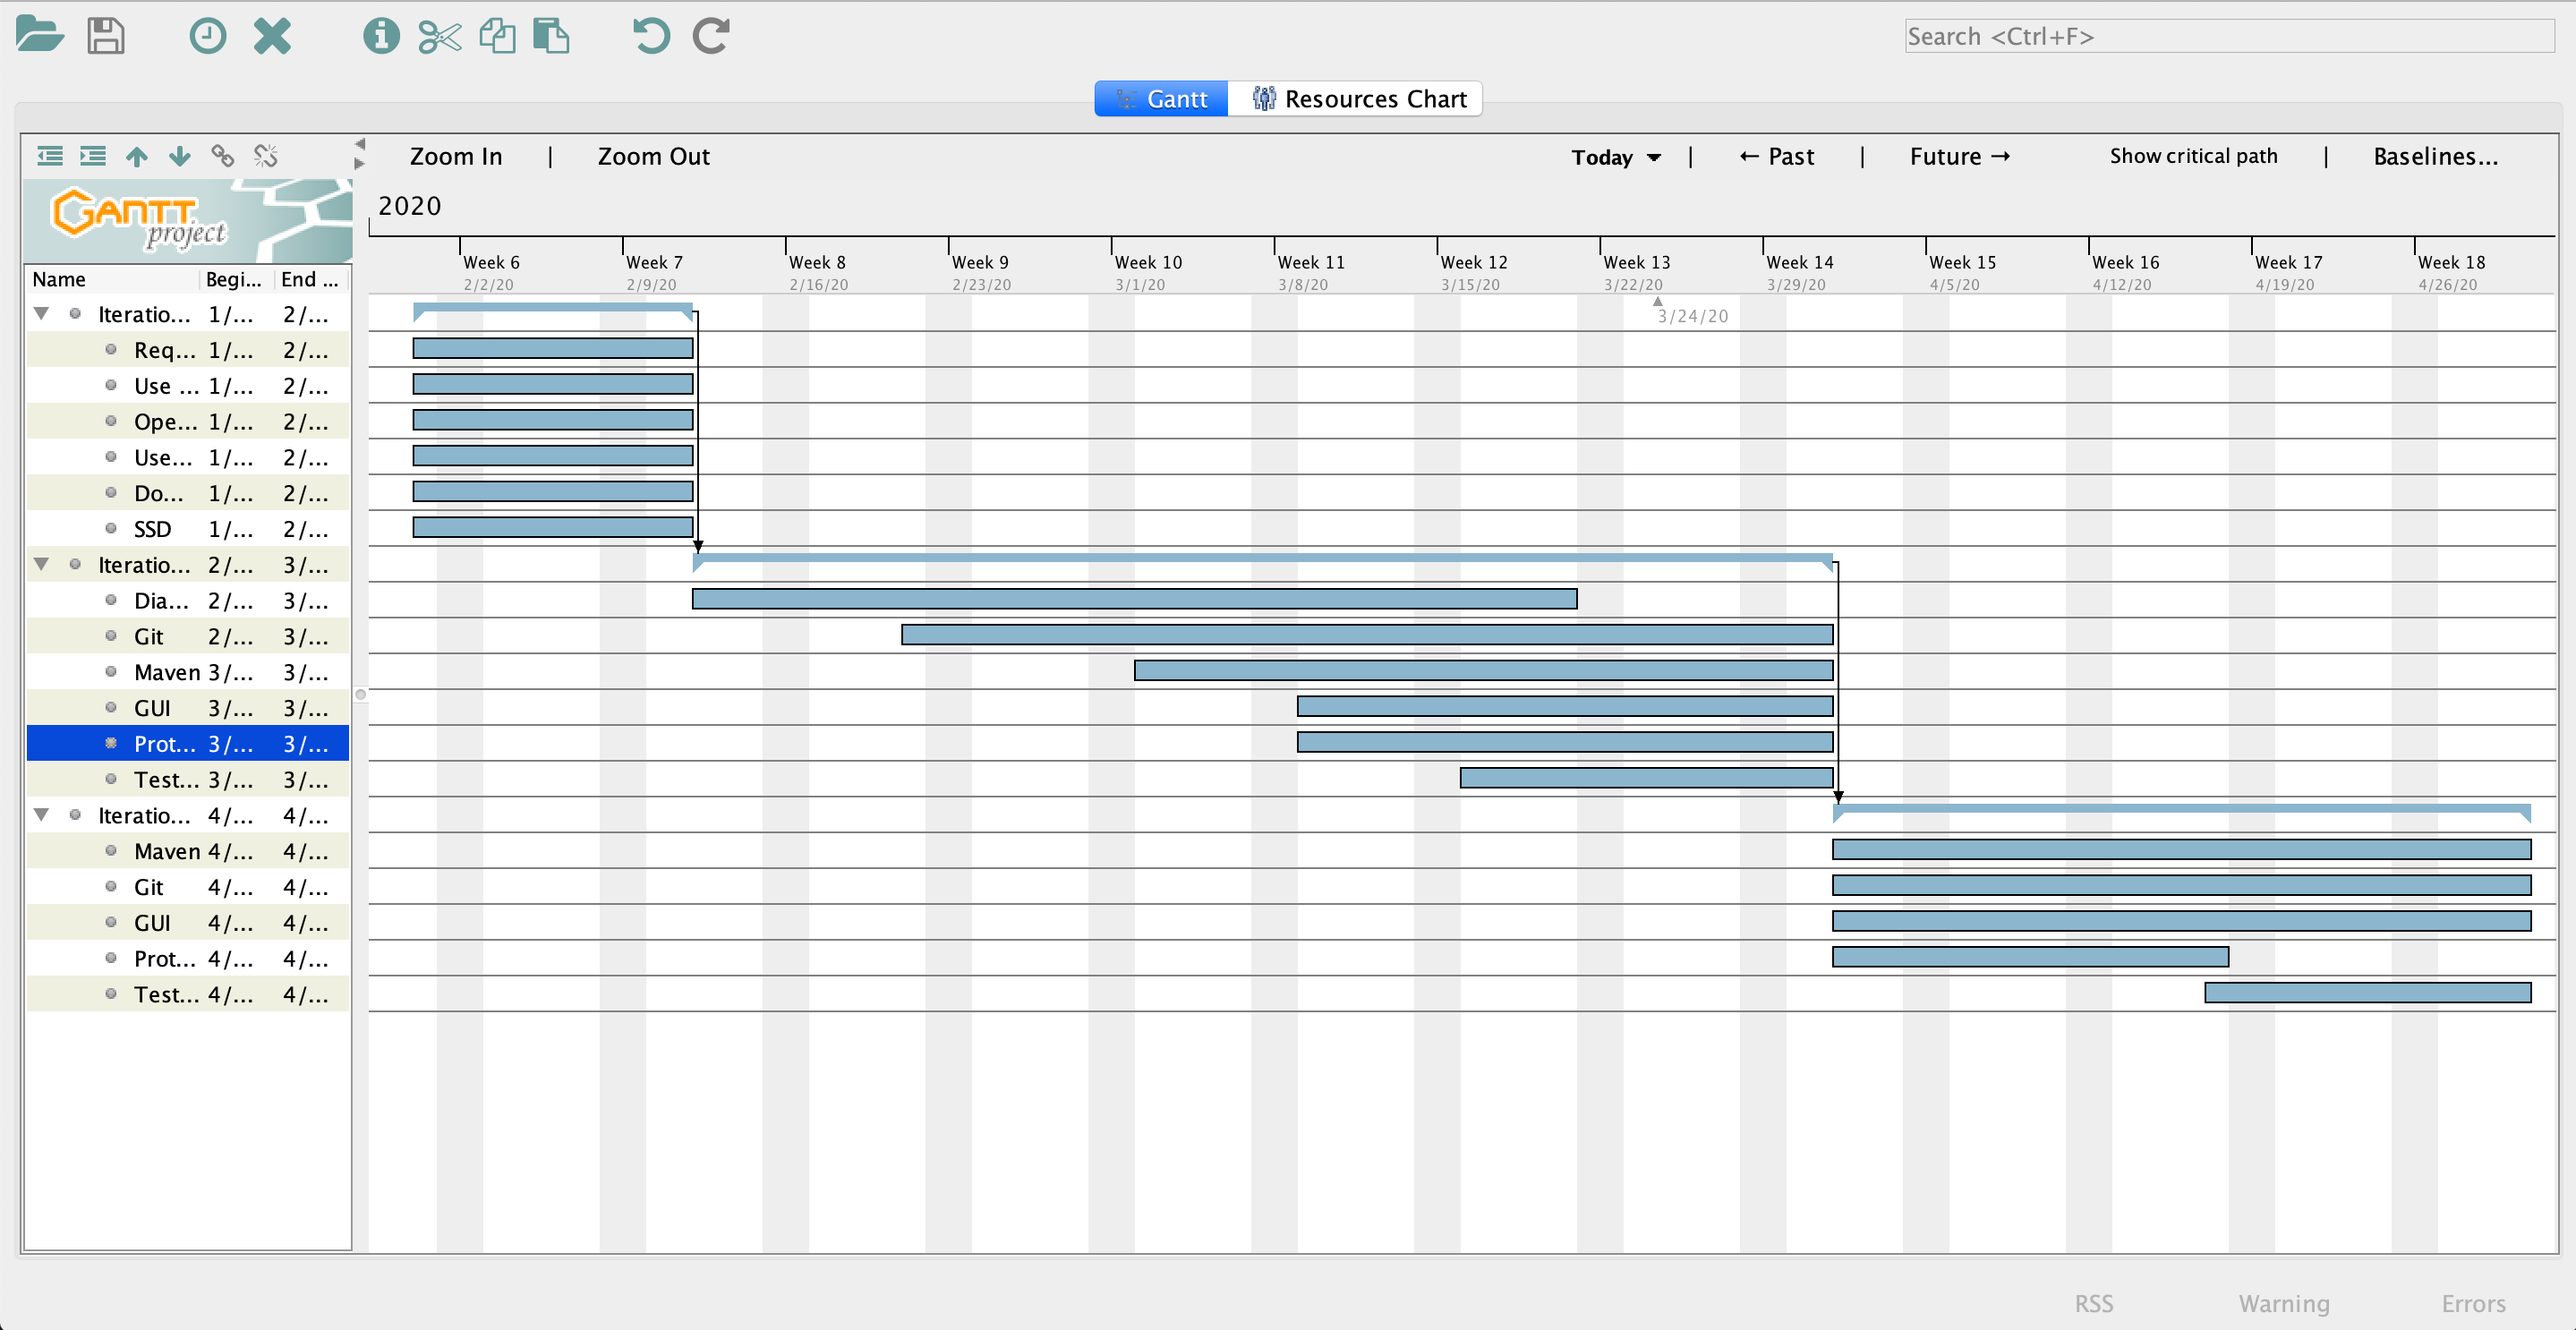 Search <Ctrl+F>
Gantt Resources Chart
Zoom In | Zoom Out Today | ← Past | Future → Show critical path | Baselines...
GANTT project
2020
Week 6 Week 7 Week 8 Week 9 Week 10 Week 11 Week 12 Week 13 Week 14 Week 15 Week 16 Week 17 Week 18
2/2/20 2/9/20 2/16/20 2/23/20 3/1/20 3/8/20 3/15/20 3/22/20 3/29/20 4/5/20 4/12/20 4/19/20 4/26/20
3/24/20
Name Begi... End ...
Iteratio... 1/... 2/...
Req... 1/... 2/...
Use ... 1/... 2/...
Ope... 1/... 2/...
Use... 1/... 2/...
Do... 1/... 2/...
SSD 1/... 2/...
Iteratio... 2/... 3/...
Dia... 2/... 3/...
Git 2/... 3/...
Maven 3/... 3/...
GUI 3/... 3/...
Prot... 3/... 3/...
Test... 3/... 3/...
Iteratio... 4/... 4/...
Maven 4/... 4/...
Git 4/... 4/...
GUI 4/... 4/...
Prot... 4/... 4/...
Test... 4/... 4/...
RSS Warning Errors